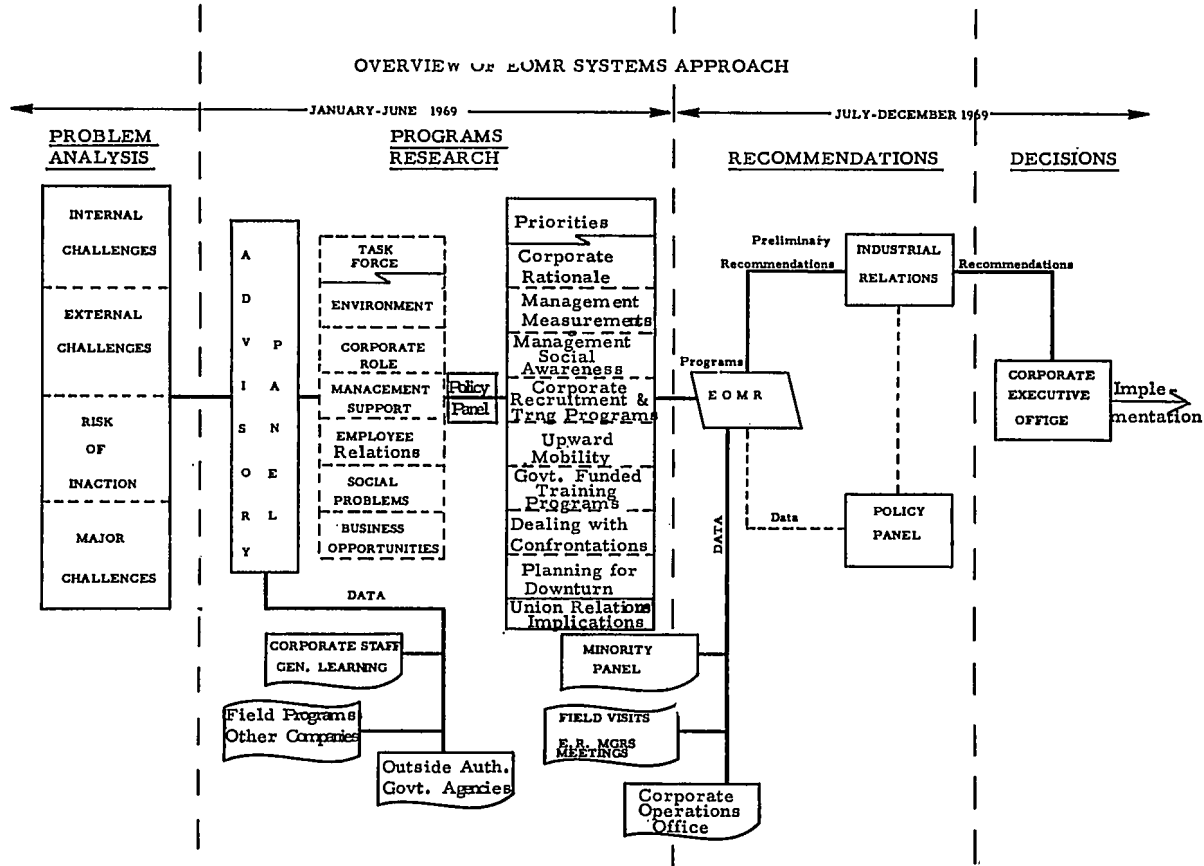 OVERVIEW OF EOMR SYSTEMS APPROACH
JANUARY-JUNE 1969
JULY-DECEMBER 1969
PROBLEM
ANALYSIS
PROGRAMS
RESEARCH
RECOMMENDATIONS
DECISIONS
INTERNAL
CHALLENGES
EXTERNAL
CHALLENGES
RISK
OF
INACTION
MAJOR
CHALLENGES
ADVISORY
PANEL
TASK
FORCE
ENVIRONMENT
CORPORATE
ROLE
MANAGEMENT
SUPPORT
EMPLOYEE
Relations
SOCIAL
PROBLEMS
BUSINESS
OPPORTUNITIES
Policy
Panel
Priorities
Corporate
Rationale
Management
Measurements
Management
Social
Awareness
Corporate
Recruitment &
Trng Programs
Upward
Mobility
Govt. Funded
Training
Programs
Dealing with
Confrontations
Planning for
Downturn
Union Relations
Implications
Programs
EOMR
Preliminary
Recommendations
INDUSTRIAL
RELATIONS
Recommendations
CORPORATE
EXECUTIVE
OFFIGE
Imple
mentation
Data
POLICY
PANEL
DATA
DATA
CORPORATE STAFF
GEN. LEARNING
Field Programs
Other Companies
Outside Auth.
Govt. Agencies
MINORITY
PANEL
FIELD VISITS
E.R. MGRS
MEETINGS
Corporate
Operations
Office